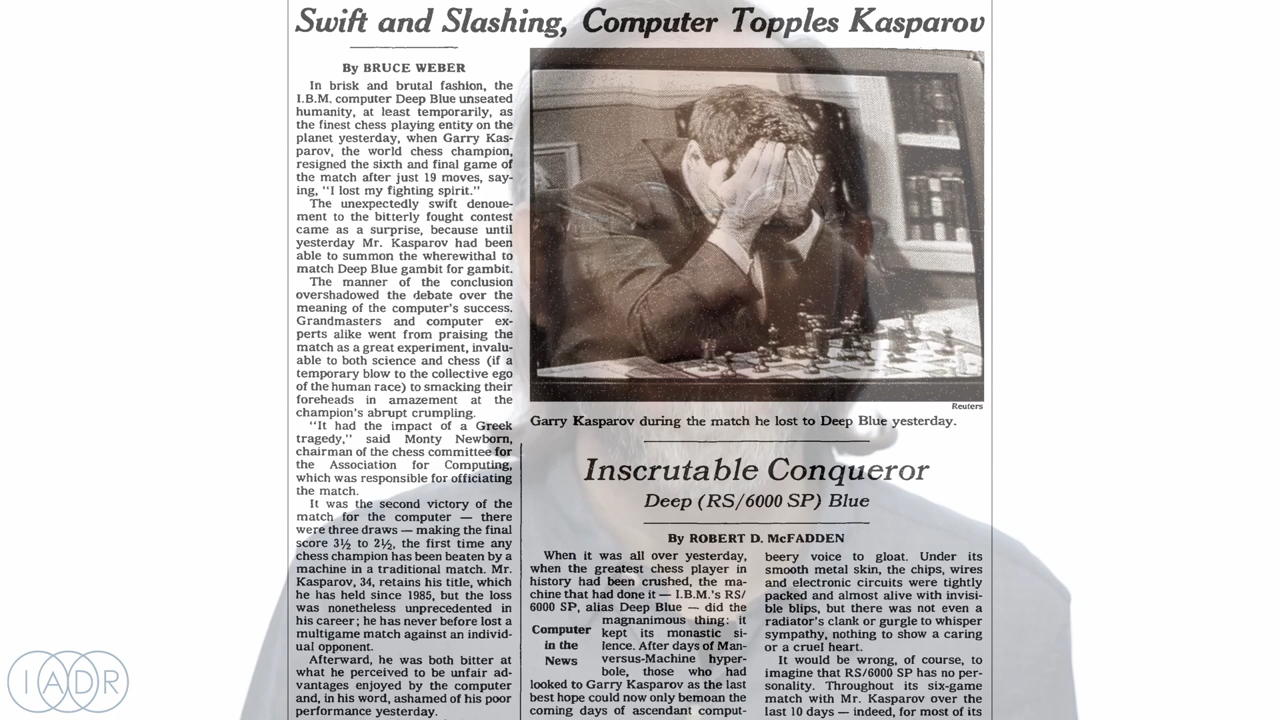 Swift and Slashing, Computer Topples Kasparov
By BRUCE WEBER
In brisk and brutal fashion, the
I.B.M. computer Deep Blue unseated
humanity, at least temporarily, as
the finest chess playing entity on the
planet yesterday, when Garry Kas-
parov, the world chess champion,
resigned the sixth and final game of
the match after just 19 moves, say-
ing, "I lost my fighting spirit."
The unexpectedly swift denoue-
ment to the bitterly fought contest
came as a surprise, because until
yesterday Mr. Kasparov had been
able to summon the wherewithal to
match Deep Blue gambit for gambit.
The manner of the conclusion
overshadowed the debate over the
meaning of the computer's success.
Grandmasters and computer ex-
perts alike went from praising the
match as a great experiment, invalu-
able to both science and chess (if a
temporary blow to the collective ego
of the human race) to smacking their
foreheads in amazement at the
champion's abrupt crumpling.
"It had the impact of a Greek
tragedy," said Monty Newborn,
chairman of the chess committee for
the Association for Computing,
which was responsible for officiating
the match.
It was the second victory of the
match for the computer — there
were three draws — making the final
score 3½ to 2½, the first time any
chess champion has been beaten by a
machine in a traditional match. Mr.
Kasparov, 34, retains his title, which
he has held since 1985, but the loss
was nonetheless unprecedented in
his career; he has never before lost a
multigame match against an individ-
ual opponent.
Afterward, he was both bitter at
what he perceived to be unfair ad-
vantages enjoyed by the computer
and, in his word, ashamed of his poor
performance yesterday.
Reuters
Garry Kasparov during the match he lost to Deep Blue yesterday.
Inscrutable Conqueror
Deep (RS/6000 SP) Blue
By ROBERT D. McFADDEN
When it was all over yesterday,
when the greatest chess player in
history had been crushed, the ma-
chine that had done it — I.B.M.'s RS/
6000 SP, alias Deep Blue — did the
magnanimous thing: it
kept its monastic si-
lence. After days of Man-
versus-Machine hyper-
bole, those who had
looked to Garry Kasparov as the last
best hope could now only bemoan the
coming days of ascendant comput-
Computer
in the
News
beery voice to gloat. Under its
smooth metal skin, the chips, wires
and electronic circuits were tightly
packed and almost alive with invisi-
ble blips, but there was not even a
radiator's clank or gurgle to whisper
sympathy, nothing to show a caring
or a cruel heart.
It would be wrong, of course, to
imagine that RS/6000 SP has no per-
sonality. Throughout its six-game
match with Mr. Kasparov over the
last 10 days — indeed, for most of its
IADR